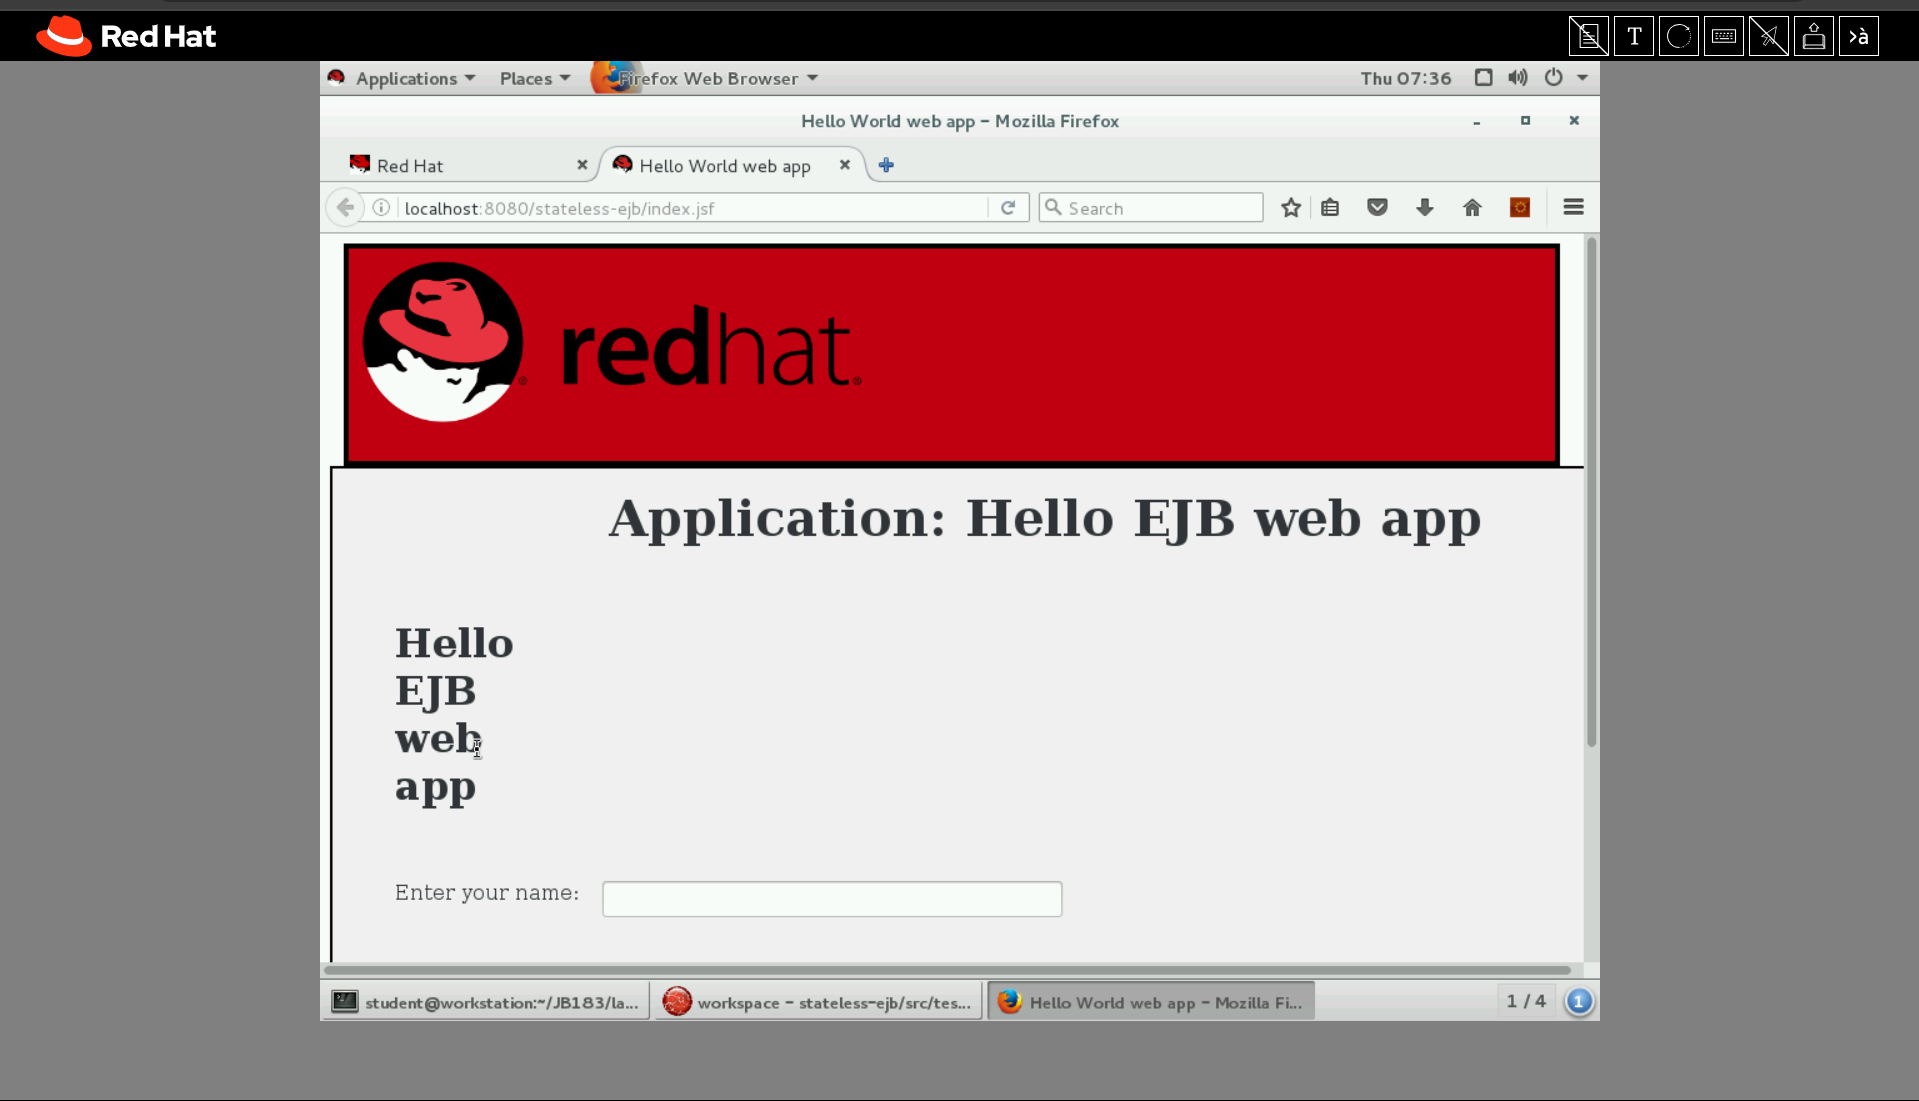 Red Hat
T
›à
Applications
Places
Firefox Web Browser
Thu 07:36
Hello World web app - Mozilla Firefox
Red Hat
Hello World web app
localhost:8080/stateless-ejb/index.jsf
Search
redhat®
Application: Hello EJB web app
Hello
EJB
web
app
Enter your name:
student@workstation:~/JB183/la...
workspace - stateless-ejb/src/tes...
Hello World web app - Mozilla Fi...
1 / 4
1